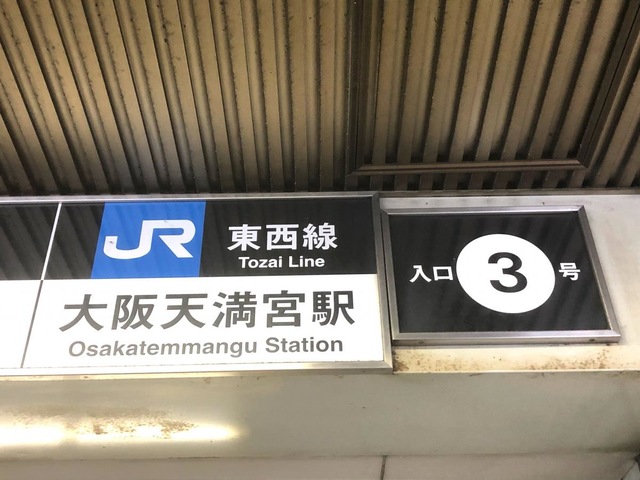 JR 東西線
Tozai Line
大阪天満宮駅
Osakatemmangu Station
入口 3 号